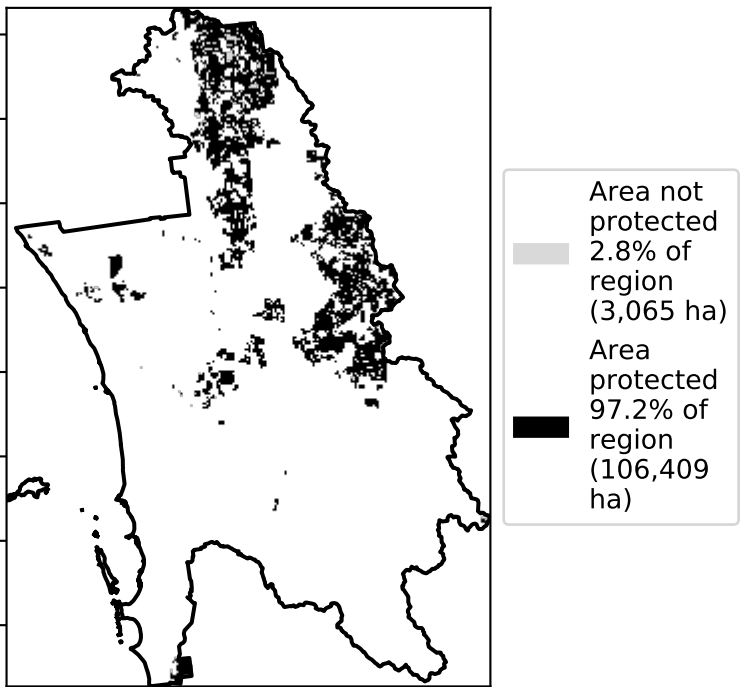 Area not
protected
2.8% of
region
(3,065 ha)
Area
protected
97.2% of
region
(106,409
ha)